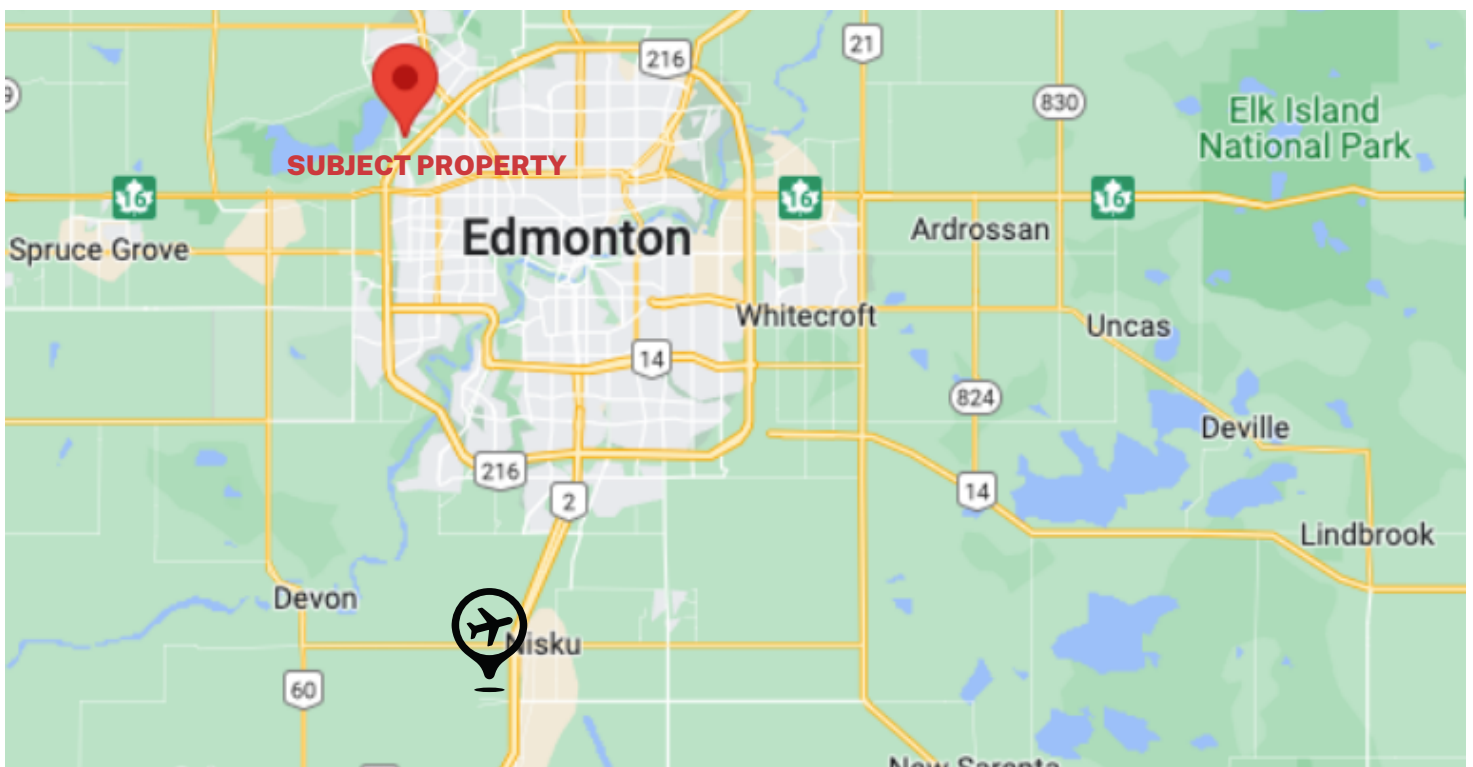 216
21
9
830
Elk Island
National Park
SUBJECT PROPERTY
16
16
16
Spruce Grove
Edmonton
Ardrossan
Whitecroft
Uncas
14
824
Deville
216
2
14
Lindbrook
Devon
Nisku
60